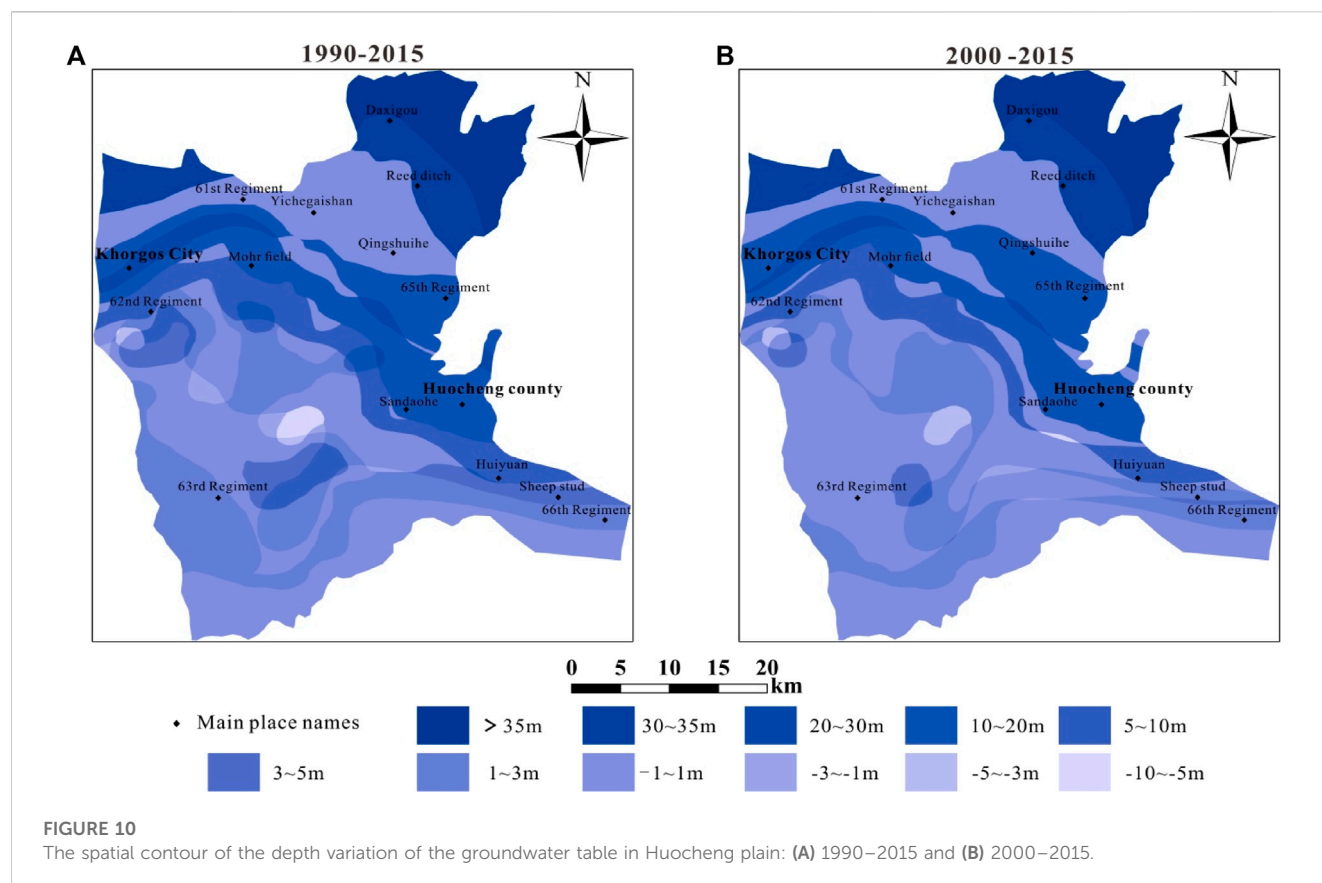 A
1990-2015
N
Daxigou
Reed ditch
61st Regiment
Yichegaishan
Qingshuihe
Khorgos City
Mohr field
65th Regiment
62nd Regiment
Huocheng county
Sandaohe
Huiyuan
63rd Regiment
Sheep stud
66th Regiment
B
2000 -2015
N
Daxigou
Reed ditch
61st Regiment
Yichegaishan
Qingshuihe
Khorgos City
Mohr field
65th Regiment
62nd Regiment
Huocheng county
Sandaohe
Huiyuan
63rd Regiment
Sheep stud
66th Regiment
0 5 10 15 20
km
Main place names
> 35m
30~35m
20~30m
10~20m
5~10m
3~5m
1~3m
-1~1m
-3~-1m
-5~-3m
-10~-5m
FIGURE 10
The spatial contour of the depth variation of the groundwater table in Huocheng plain: (A) 1990–2015 and (B) 2000–2015.